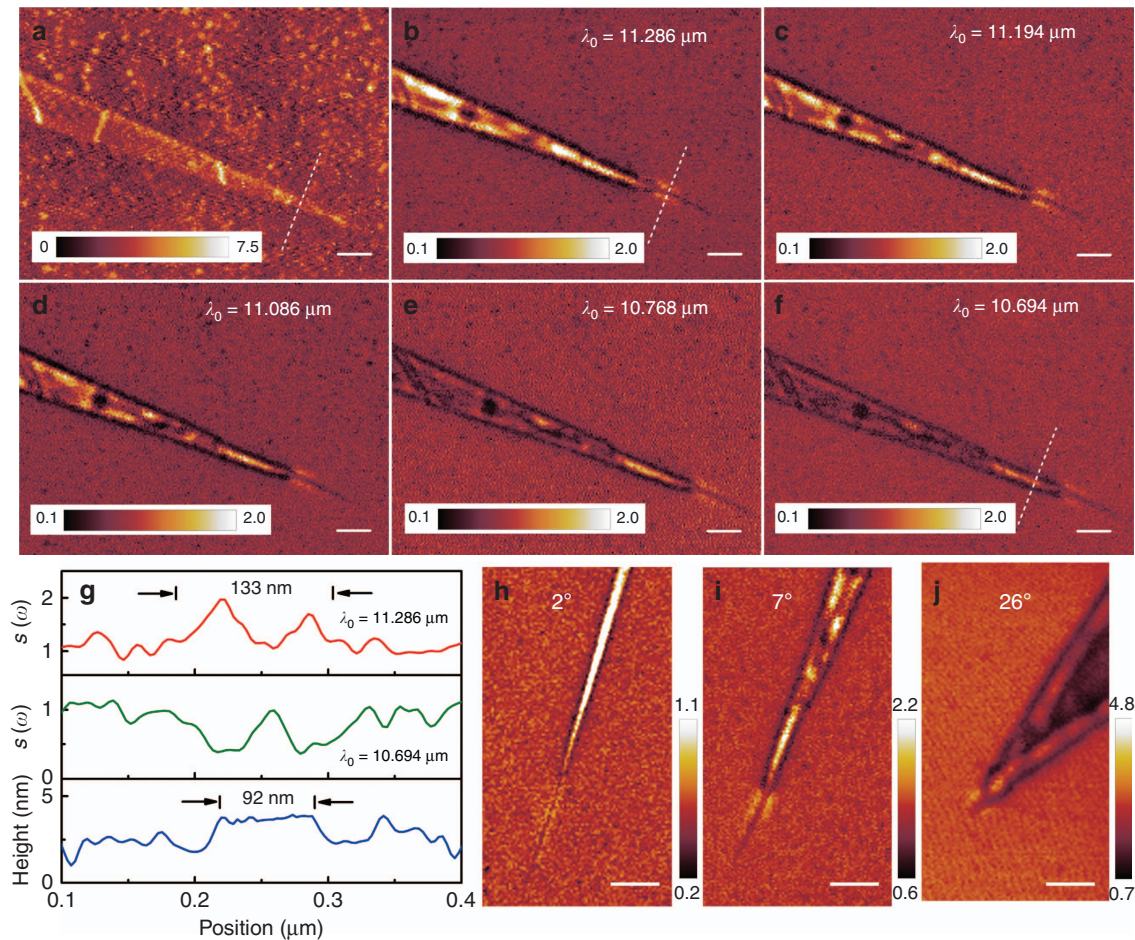 a
0 7.5
b
λ0 = 11.286 μm
0.1 2.0
c
λ0 = 11.194 μm
0.1 2.0
d
λ0 = 11.086 μm
0.1 2.0
e
λ0 = 10.768 μm
0.1 2.0
f
λ0 = 10.694 μm
0.1 2.0
g
s (ω)
2
1
133 nm
λ0 = 11.286 μm
s (ω)
1
0
λ0 = 10.694 μm
Height (nm)
5
0
92 nm
0.1 0.2 0.3 0.4
Position (μm)
h
2°
1.1
0.2
i
7°
2.2
0.6
j
26°
4.8
0.7